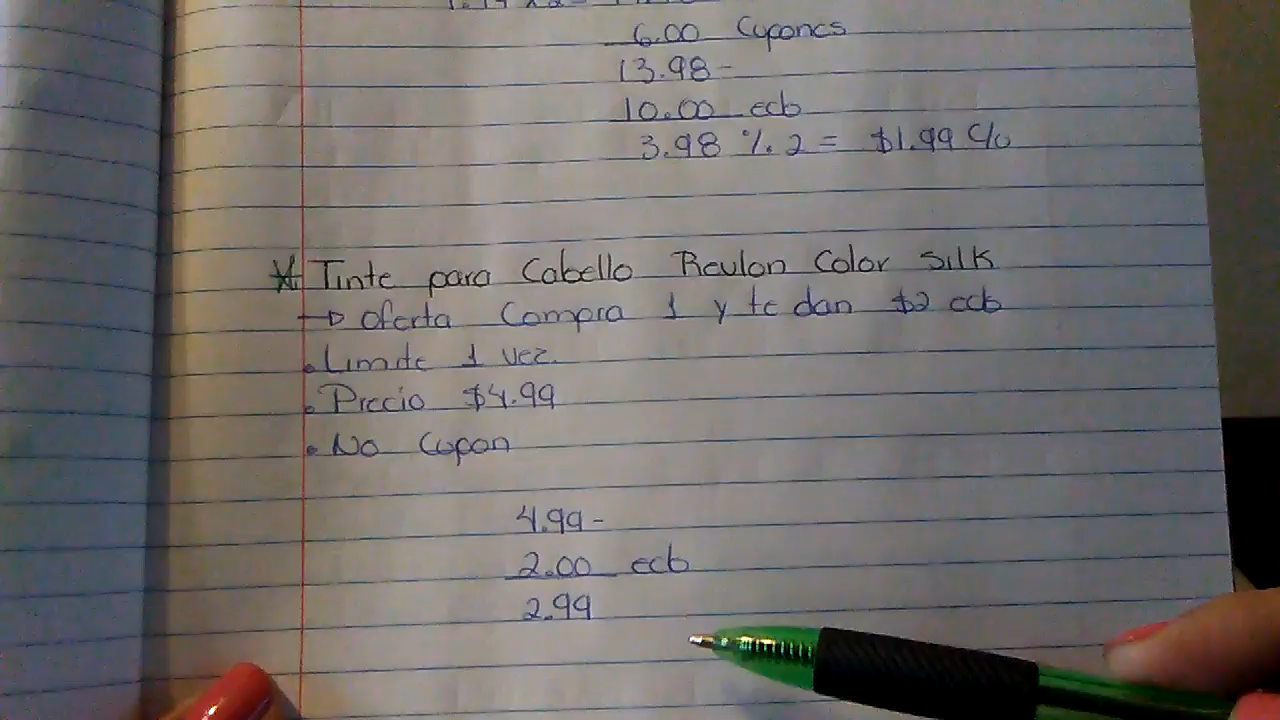 6.00 Cupones
13.98 -
10.00 ecb
3.98 % 2 = $1.99 c/u
* Tinte para Cabello Revlon Color Silk
→ Oferta Compra 1 y te dan $2 ecb
• Limite 1 vez.
• Precio $4.99
• No Cupon
4.99 -
2.00 ecb
2.99